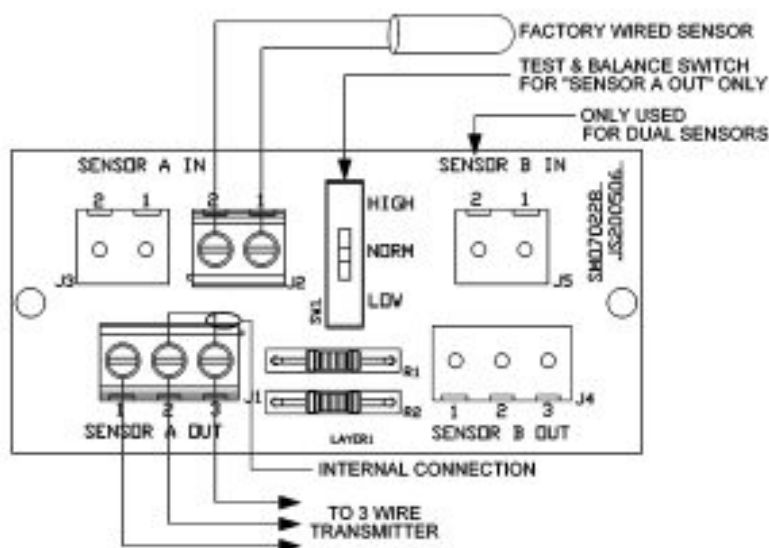 FACTORY WIRED SENSOR
TEST & BALANCE SWITCH
FOR "SENSOR A OUT" ONLY
ONLY USED
FOR DUAL SENSORS
SENSOR A IN
SENSOR B IN
2 1
2 1
2 1
HIGH
NORM
LOW
SW1
J3
J2
J5
SM07022B
JS200506
J1
R1
R2
J4
1 2 3
1 2 3
SENSOR A OUT
SENSOR B OUT
LAYER1
INTERNAL CONNECTION
TO 3 WIRE
TRANSMITTER